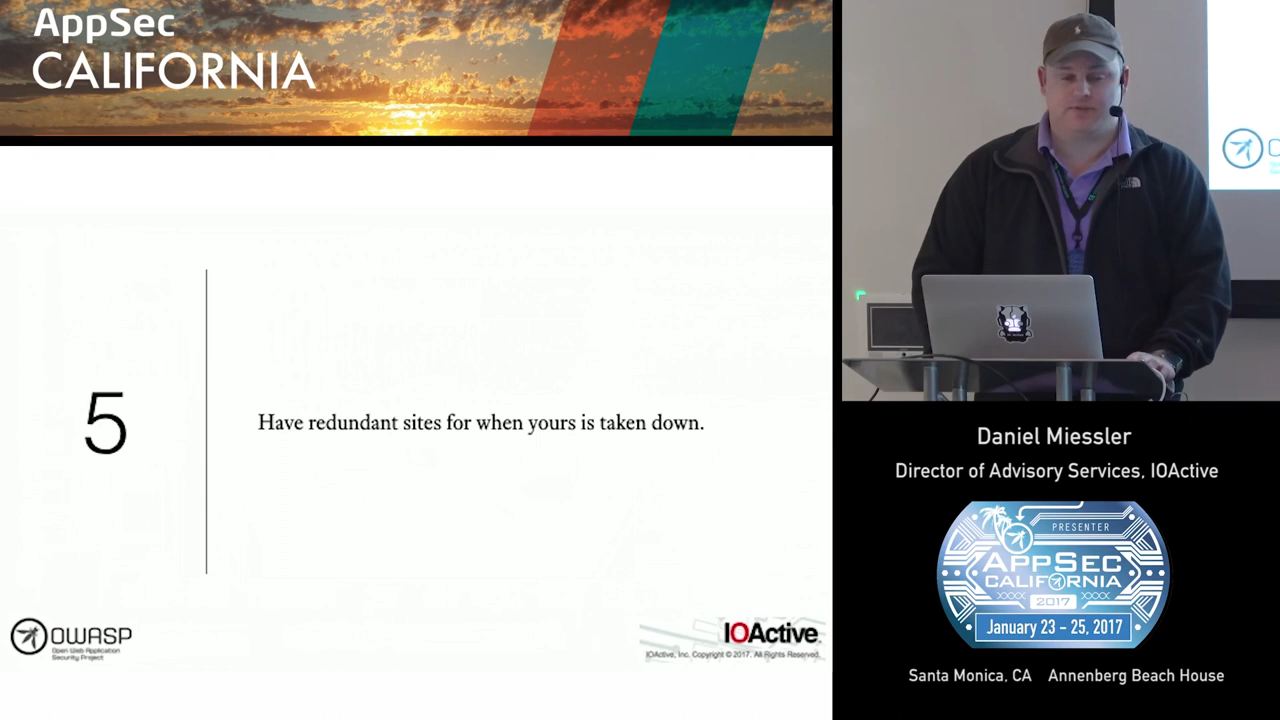 AppSec
CALIFORNIA
5
Have redundant sites for when yours is taken down.
OWASP
Open Web Application
Security Project
IOActive
IOActive, Inc. Copyright © 2017. All Rights Reserved.
Daniel Miessler
Director of Advisory Services, IOActive
PRESENTER
APPSEC
CALIFORNIA
2017
January 23 - 25, 2017
Santa Monica, CA Annenberg Beach House